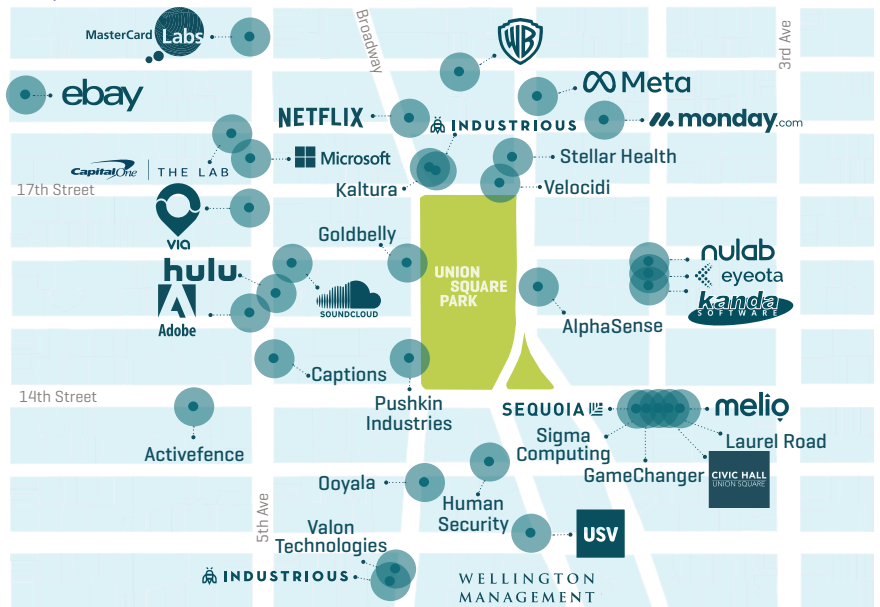 MasterCard
Labs
Broadway
WB
3rd Ave
ebay
Meta
NETFLIX
INDUSTRIOUS
monday.com
Capital One
THE LAB
Microsoft
Stellar Health
17th Street
Kaltura
Velocidi
via
Goldbelly
nulab
hulu
UNION
SQUARE
PARK
eyeota
SOUNDCLOUD
kanda
SOFTWARE
Adobe
AlphaSense
Captions
14th Street
Pushkin
Industries
SEQUOIA
melio
Activefence
Sigma
Computing
Laurel Road
GameChanger
CIVIC HALL
UNION SQUARE
Ooyala
Human
Security
5th Ave
Valon
Technologies
USV
INDUSTRIOUS
WELLINGTON
MANAGEMENT